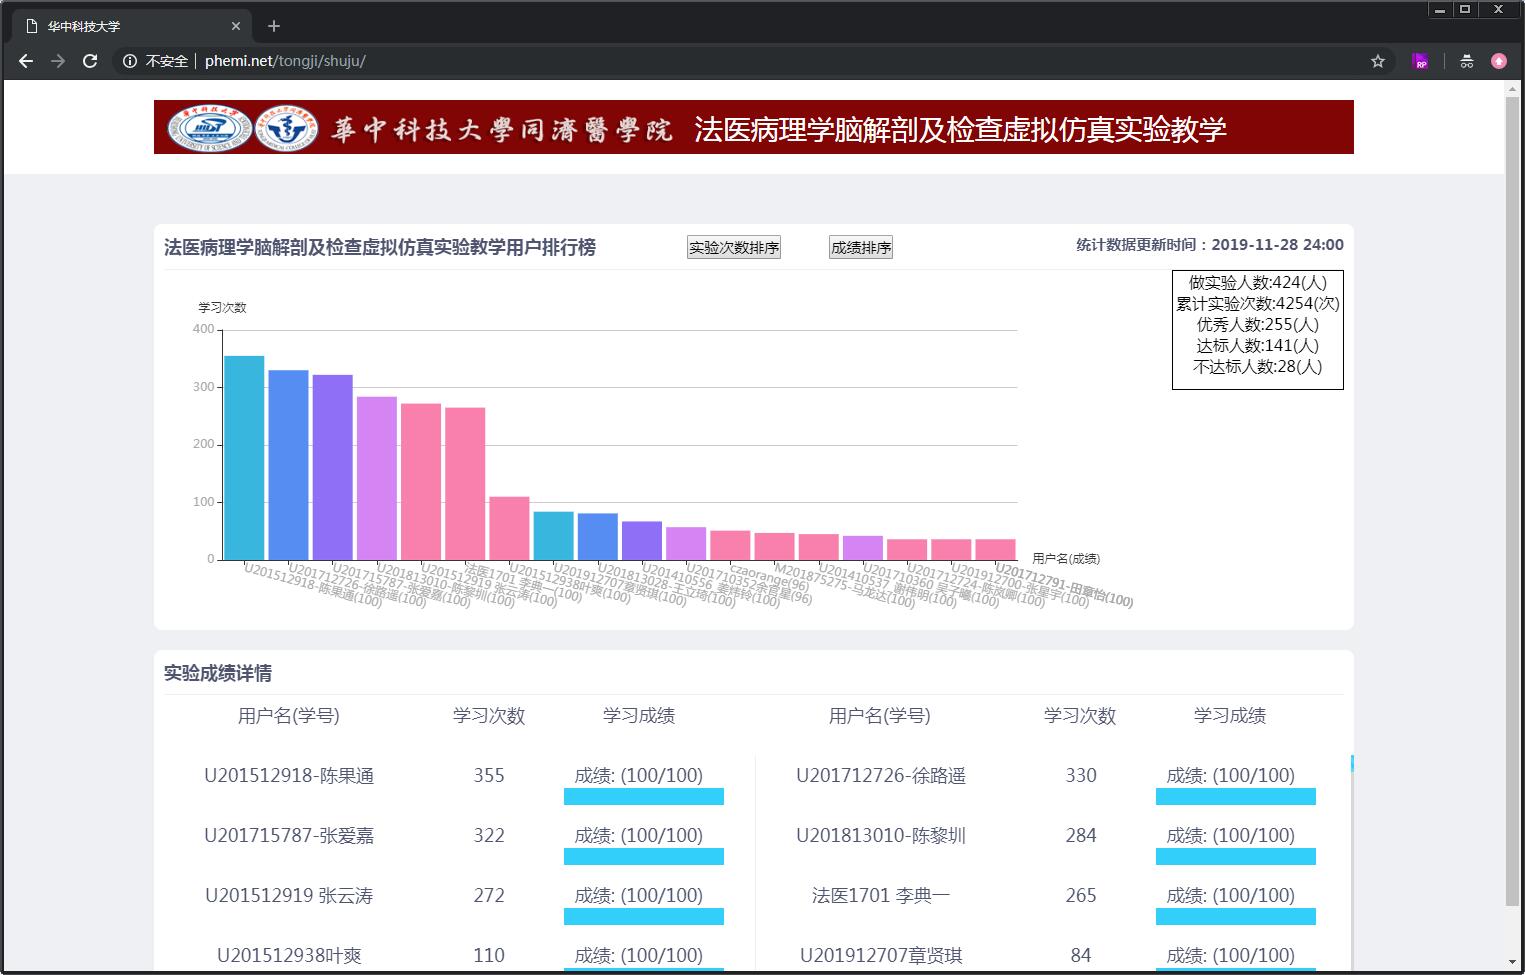 华中科技大学
不安全 phemi.net/tongji/shuju/
華中科技大學同濟醫學院 法医病理学脑解剖及检查虚拟仿真实验教学
法医病理学脑解剖及检查虚拟仿真实验教学用户排行榜 实验次数排序 成绩排序 统计数据更新时间：2019-11-28 24:00
做实验人数:424(人)
累计实验次数:4254(次)
优秀人数:255(人)
达标人数:141(人)
不达标人数:28(人)
学习次数
400
300
200
100
0
用户名(成绩)
U201512918-陈果通(100)
U201712726-徐路遥(100)
U201715787-张爱嘉(100)
U201813010-陈黎圳(100)
U201512919 张云涛(100)
法医1701 李典一(100)
U201512938叶爽(100)
U201912707章贤琪(100)
U201813028-王立琦(100)
U201410556 姜炜铃(100)
U201710352余官星(96)
czaorange(96)
M201875275-马龙达(100)
U201410537 谢伟明(100)
U201710360 吴子曦(100)
U201712724-陈岚卿(100)
U201912700-张星宇(100)
U201712791-田章怡(100)
实验成绩详情
用户名(学号) 学习次数 学习成绩 用户名(学号) 学习次数 学习成绩
U201512918-陈果通 355 成绩: (100/100) U201712726-徐路遥 330 成绩: (100/100)
U201715787-张爱嘉 322 成绩: (100/100) U201813010-陈黎圳 284 成绩: (100/100)
U201512919 张云涛 272 成绩: (100/100) 法医1701 李典一 265 成绩: (100/100)
U201512938叶爽 110 成绩: (100/100) U201912707章贤琪 84 成绩: (100/100)